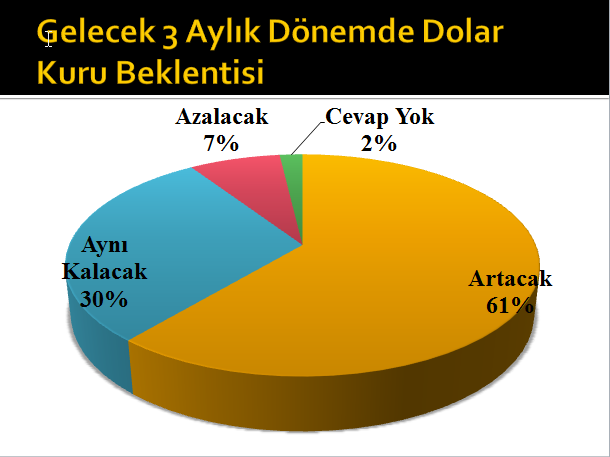 Gelecek 3 Aylık Dönemde Dolar
Kuru Beklentisi
Azalacak
7%
Cevap Yok
2%
Aynı
Kalacak
30%
Artacak
61%